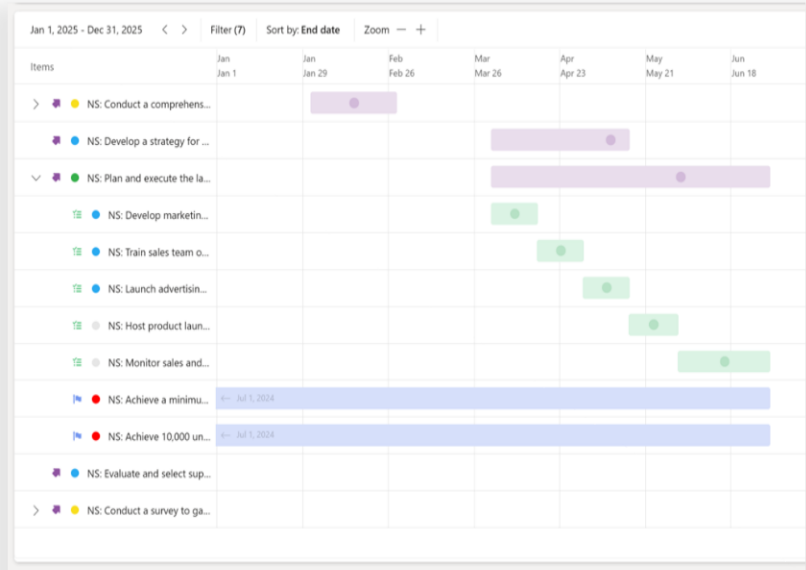 Jan 1, 2025 - Dec 31, 2025
Filter (7)
Sort by: End date
Zoom
Items
Jan Jan Feb Mar Apr May Jun
Jan 1 Jan 29 Feb 26 Mar 26 Apr 23 May 21 Jun 18
NS: Conduct a comprehens...
NS: Develop a strategy for ...
NS: Plan and execute the la...
NS: Develop marketin...
NS: Train sales team o...
NS: Launch advertisin...
NS: Host product laun...
NS: Monitor sales and...
NS: Achieve a minimu... ← Jul 1, 2024
NS: Achieve 10,000 un... ← Jul 1, 2024
NS: Evaluate and select sup...
NS: Conduct a survey to ga...